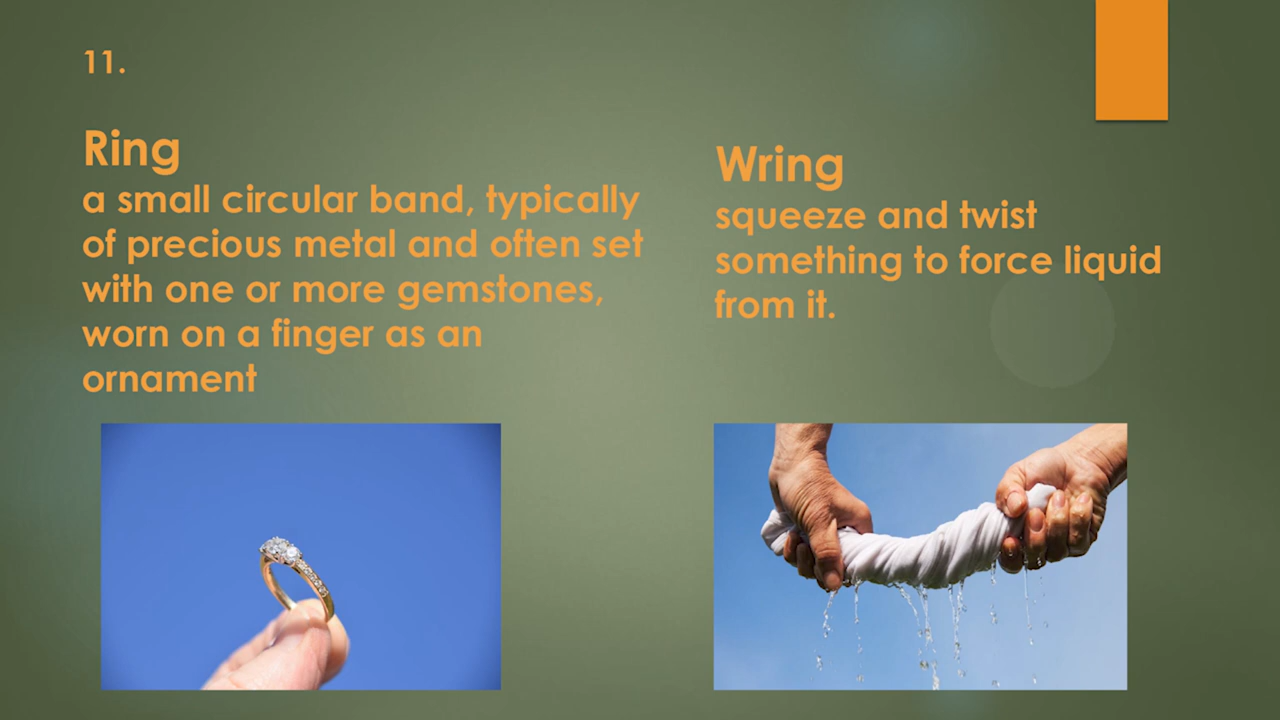 11.
Ring
a small circular band, typically
of precious metal and often set
with one or more gemstones,
worn on a finger as an
ornament
Wring
squeeze and twist
something to force liquid
from it.